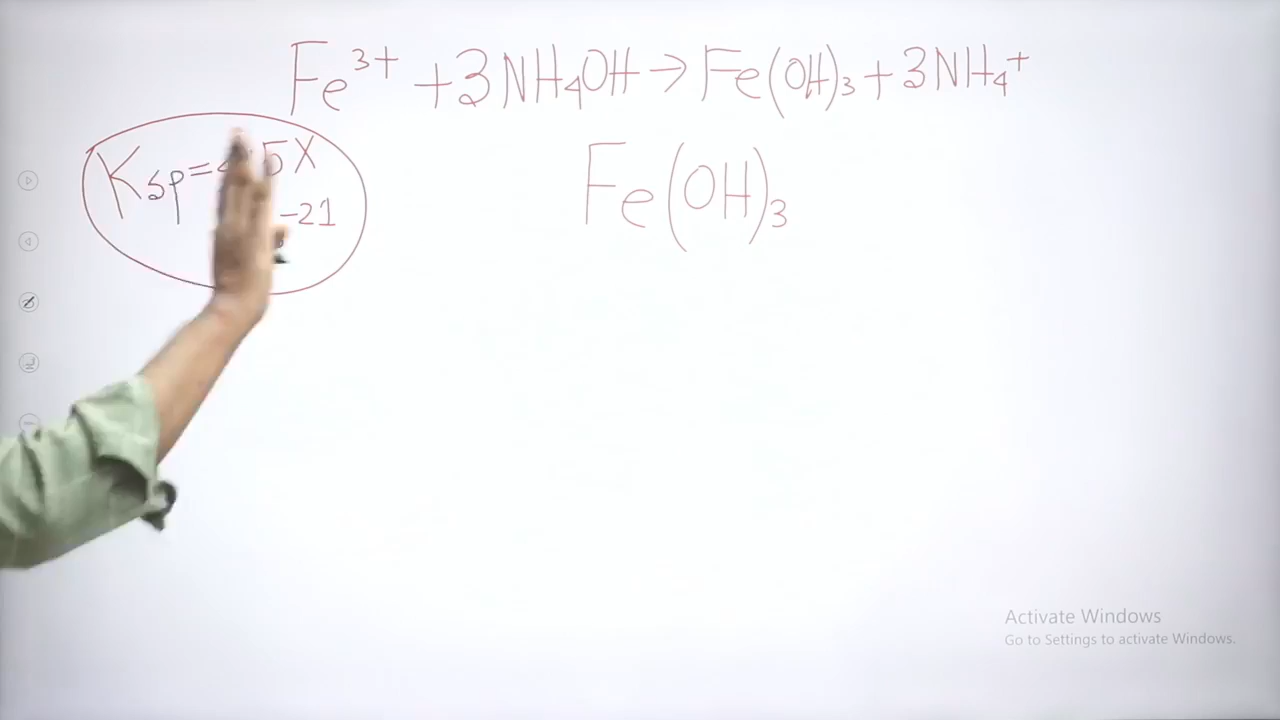 Fe³⁺ + 3NH₄OH → Fe(OH)₃ + 3NH₄⁺
Ksp = 5 X
⁻²¹
Fe(OH)₃
Activate Windows
Go to Settings to activate Windows.